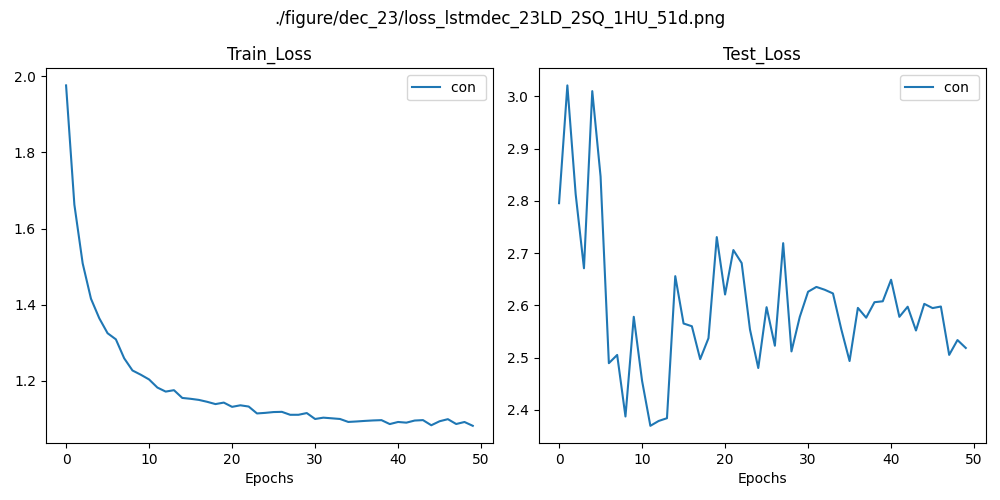 ./figure/dec_23/loss_lstmdec_23LD_2SQ_1HU_51d.png
Train_Loss
con
2.0
1.8
1.6
1.4
1.2
0 10 20 30 40 50
Epochs
Test_Loss
con
3.0
2.9
2.8
2.7
2.6
2.5
2.4
0 10 20 30 40 50
Epochs